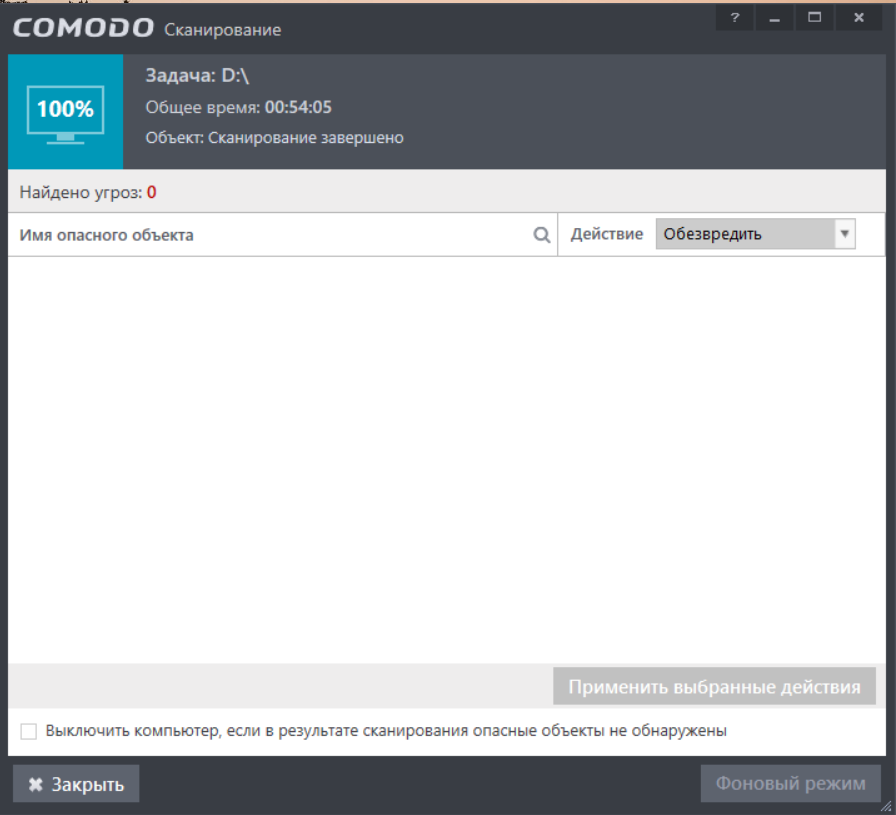 COMODO Сканирование
100%
Задача: D:\
Общее время: 00:54:05
Объект: Сканирование завершено
Найдено угроз: 0
Имя опасного объекта Действие Обезвредить
Применить выбранные действия
Выключить компьютер, если в результате сканирования опасные объекты не обнаружены
Закрыть Фоновый режим